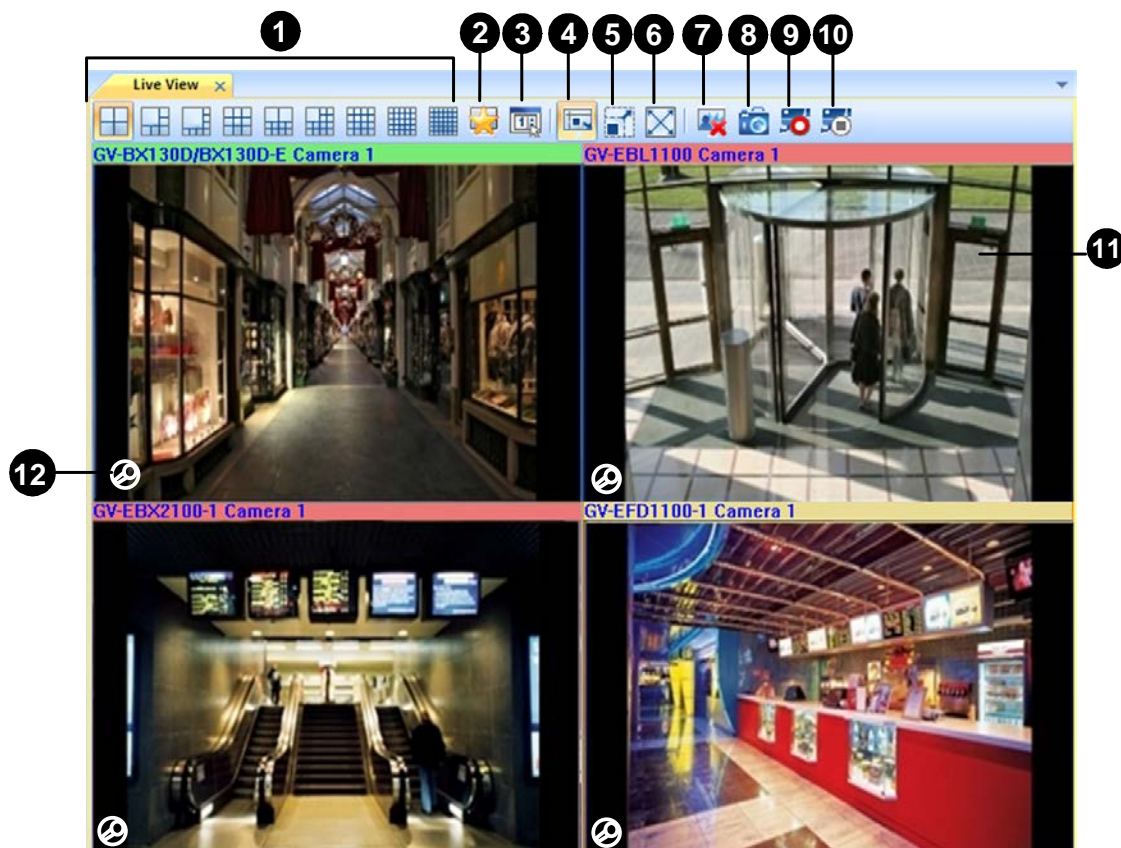 1 2 3 4 5 6 7 8 9 10
Live View
GV-BX130D/BX130D-E Camera 1
GV-EBL1100 Camera 1
11
12
GV-EBX2100-1 Camera 1
GV-EFD1100-1 Camera 1